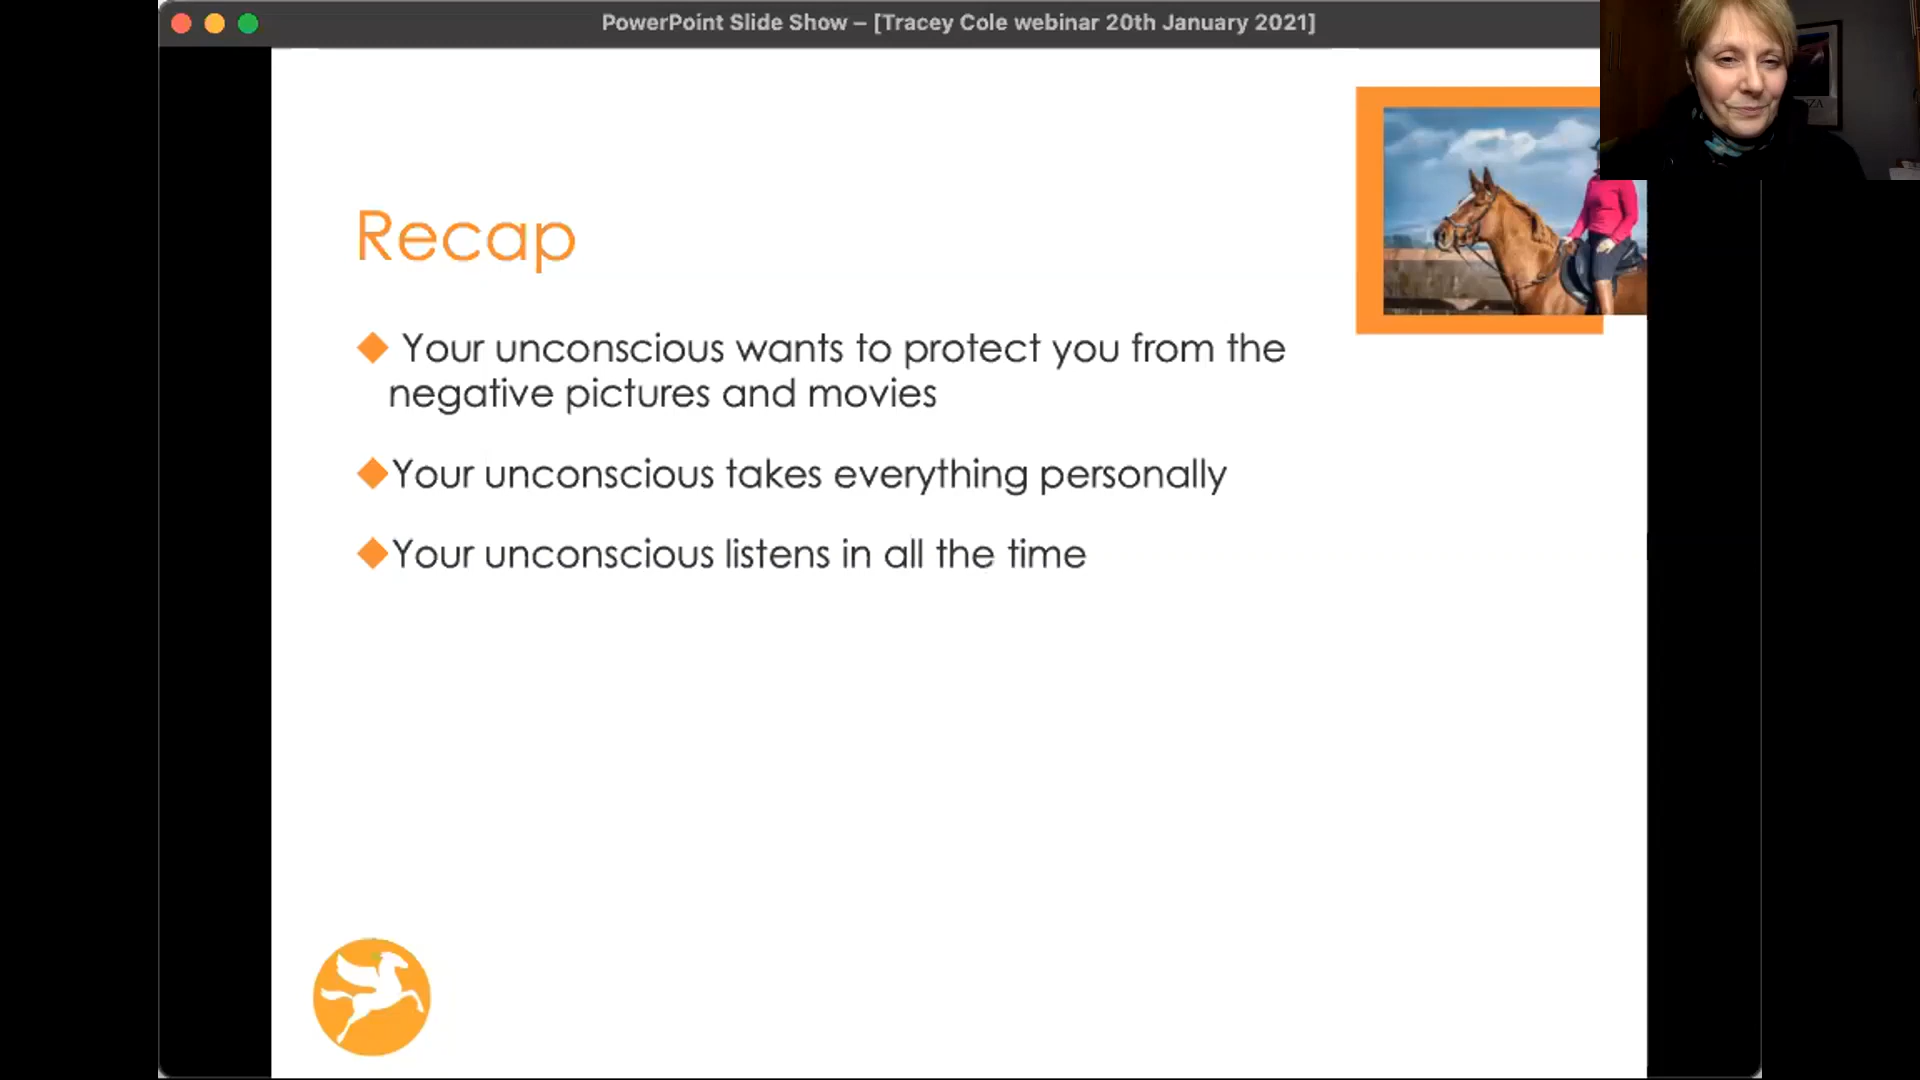 PowerPoint Slide Show – [Tracey Cole webinar 20th January 2021]
Recap
Your unconscious wants to protect you from the
negative pictures and movies
Your unconscious takes everything personally
Your unconscious listens in all the time